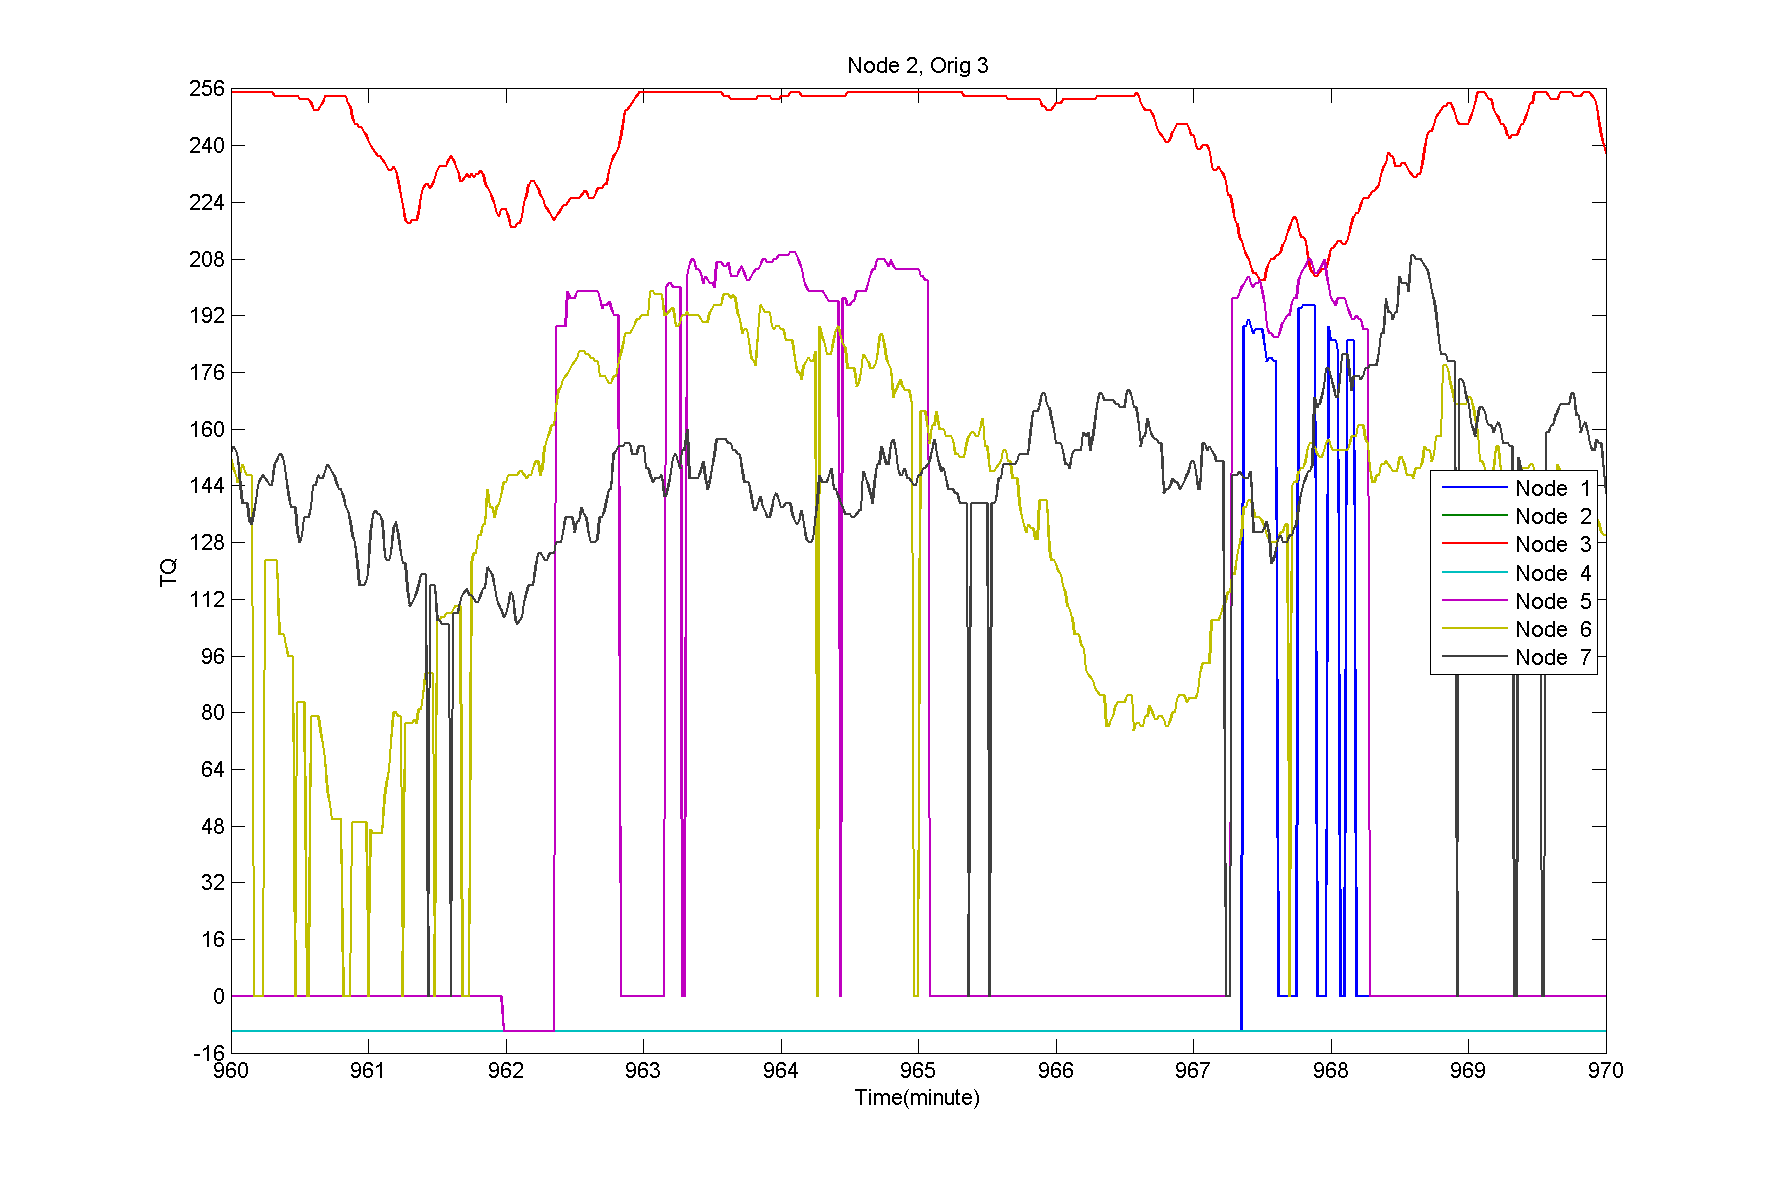 Node 2, Orig 3
256
240
224
208
192
176
160
144
128
112
96
80
64
48
32
16
0
-16
TQ
960 961 962 963 964 965 966 967 968 969 970
Time(minute)
Node 1
Node 2
Node 3
Node 4
Node 5
Node 6
Node 7